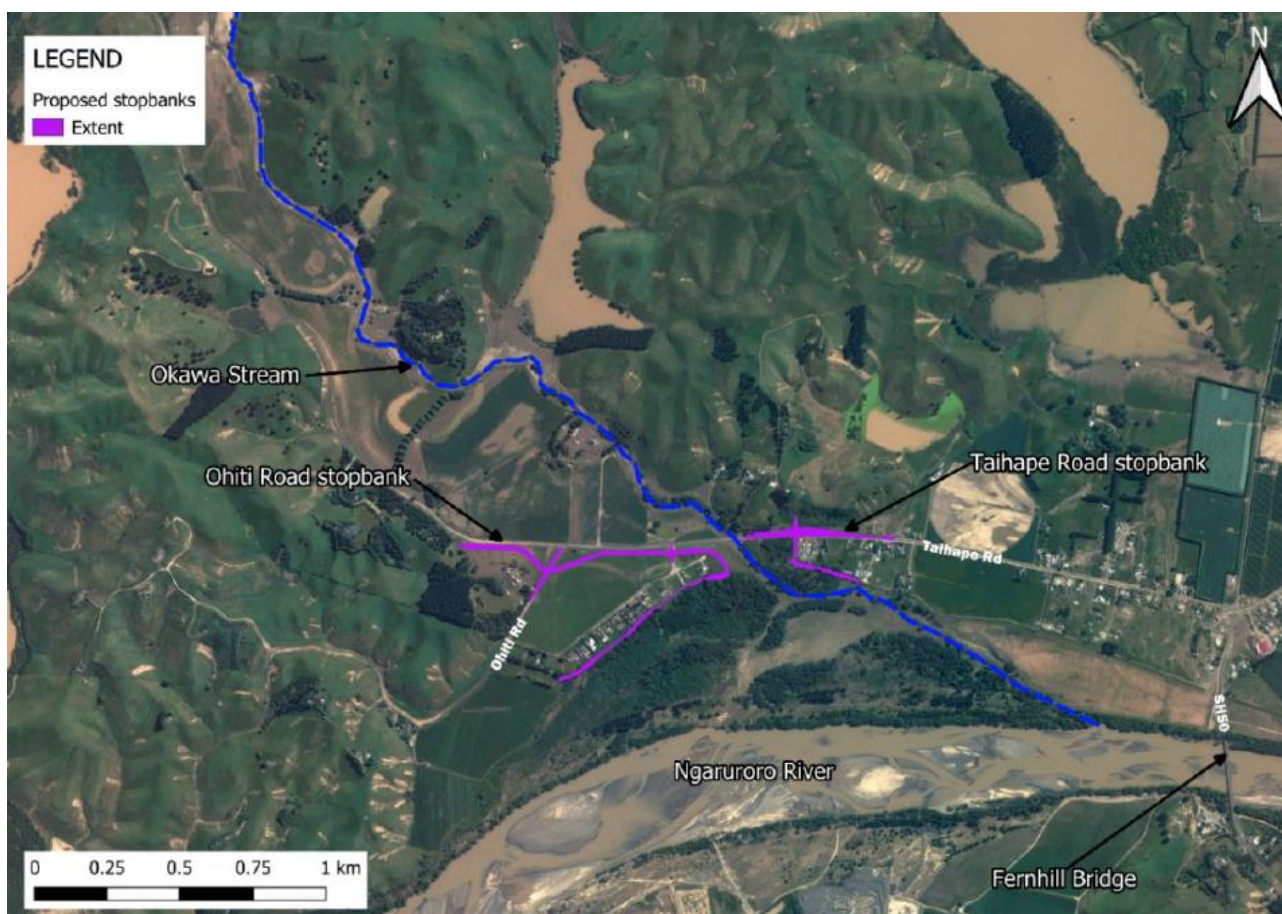 LEGEND
Proposed stopbanks
Extent
N
Okawa Stream
Ohiti Road stopbank
Taihape Road stopbank
Taihape Rd
Ohiti Rd
SH50
Ngaruroro River
Fernhill Bridge
0 0.25 0.5 0.75 1 km